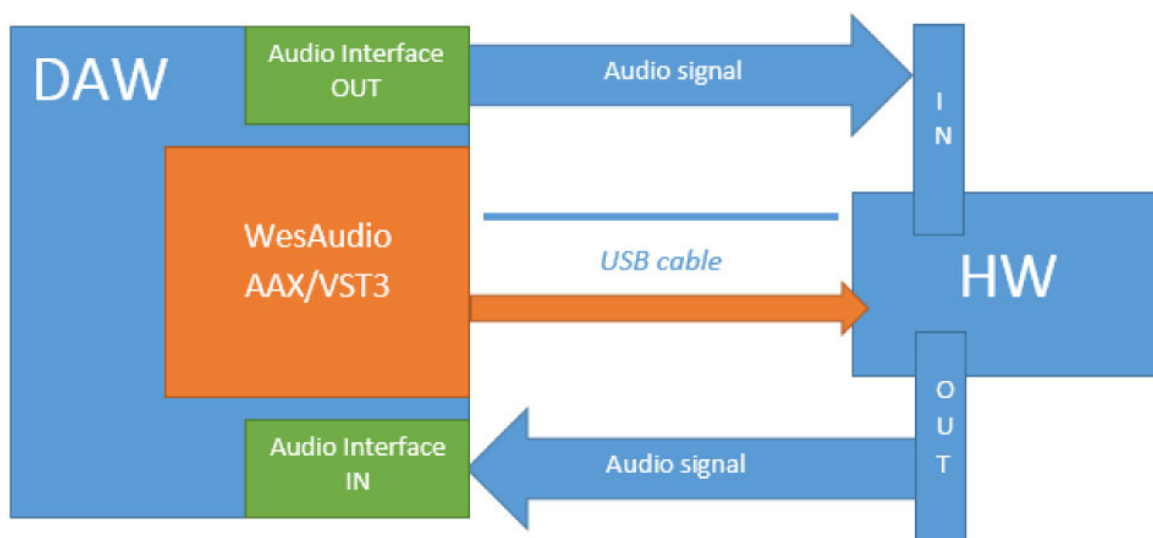 DAW
Audio Interface
OUT
Audio signal
I
N
WesAudio
AAX/VST3
USB cable
HW
Audio Interface
IN
Audio signal
O
U
T